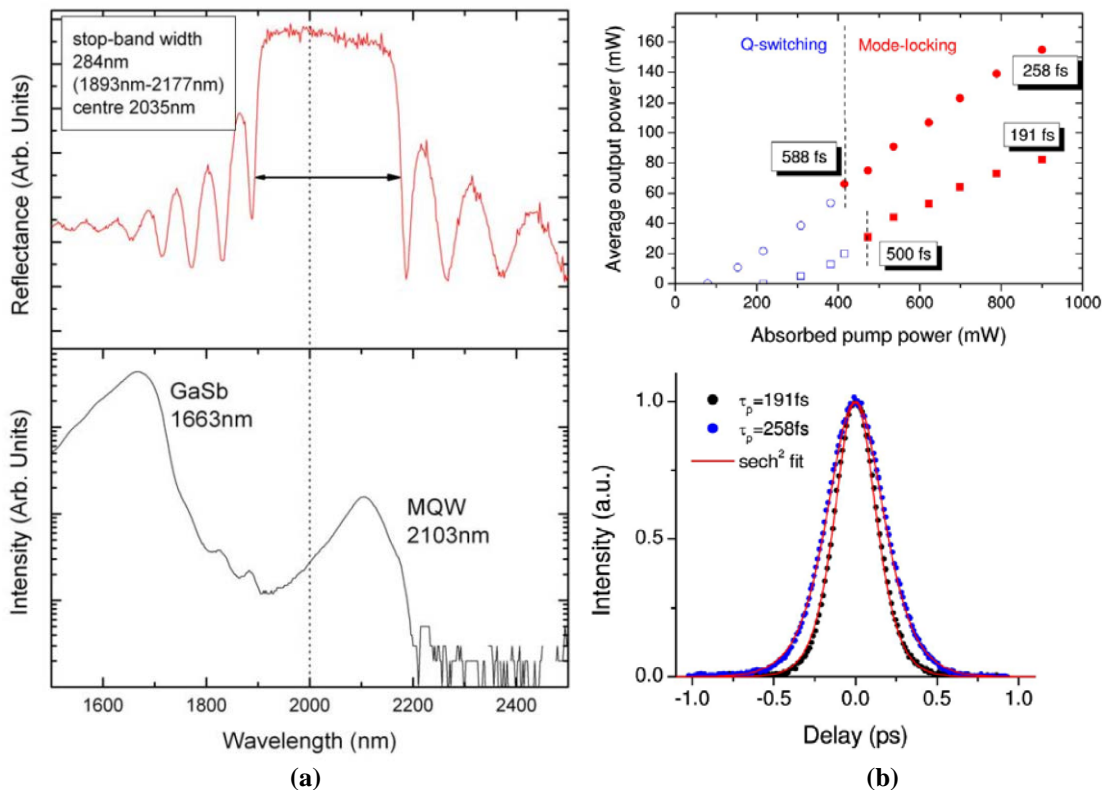 stop-band width
284nm
(1893nm-2177nm)
centre 2035nm
Reflectance (Arb. Units)
GaSb
1663nm
MQW
2103nm
Intensity (Arb. Units)
1600 1800 2000 2200 2400
Wavelength (nm)
(a)
160
140
120
100
80
60
40
20
0
Average output power (mW)
Q-switching Mode-locking
258 fs
588 fs
191 fs
500 fs
0 200 400 600 800 1000
Absorbed pump power (mW)
1.0
0.5
0.0
Intensity (a.u.)
τp=191fs
τp=258fs
sech² fit
-1.0 -0.5 0.0 0.5 1.0
Delay (ps)
(b)